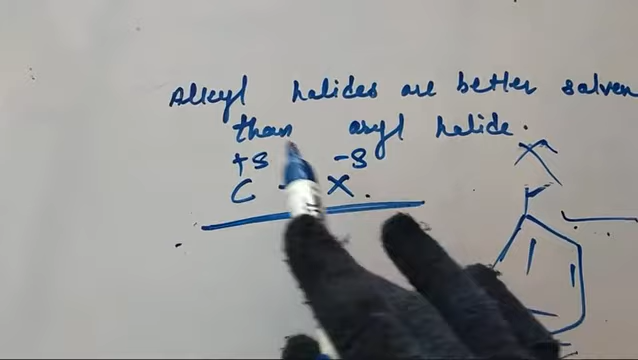 Alkyl halides are better solven
than aryl halide.
+δ -δ
C - X.